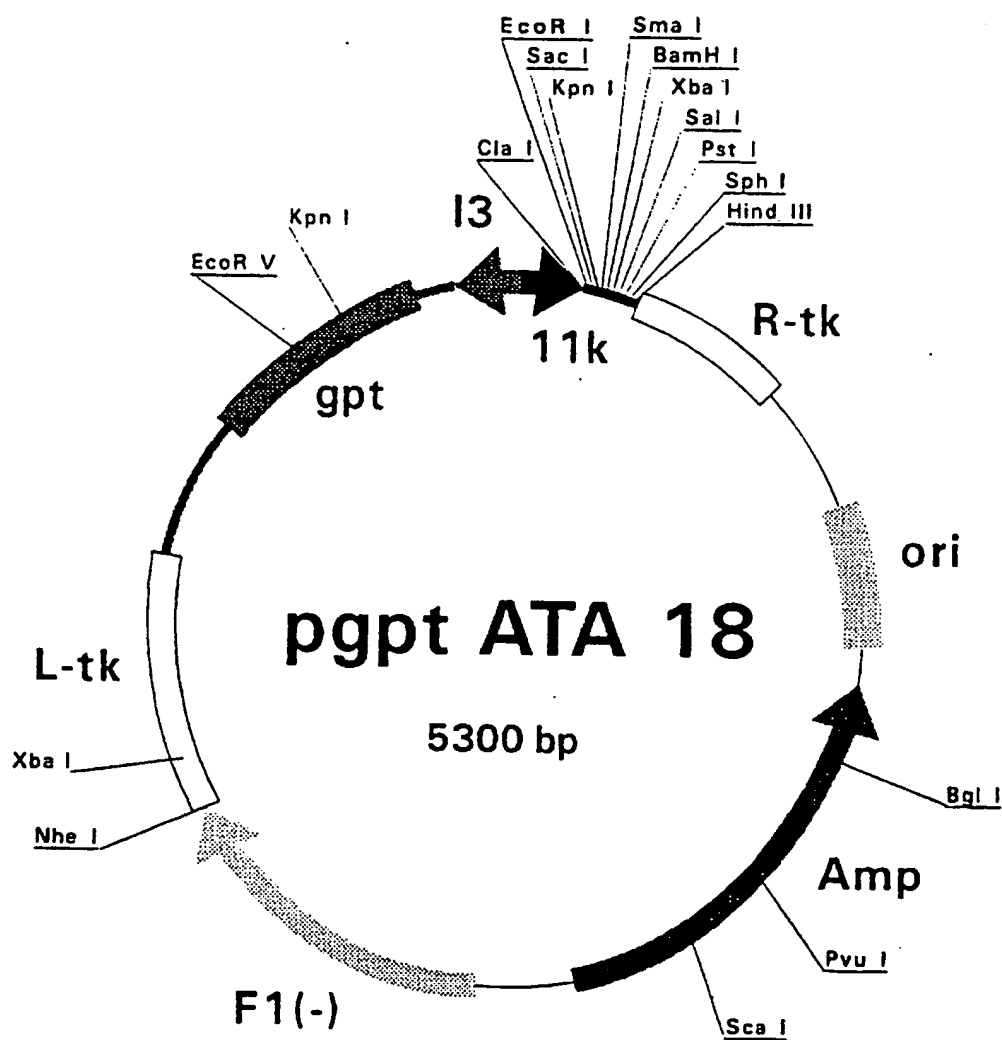 EcoR I
Sma I
Sac I
BamH I
Kpn I
Xba I
Sal I
Cla I
Pst I
Sph I
Hind III
I3
Kpn I
EcoR V
11k
R-tk
gpt
ori
pgpt ATA 18
L-tk
5300 bp
Xba I
Bgl I
Nhe I
Amp
Pvu I
F1(-)
Sca I